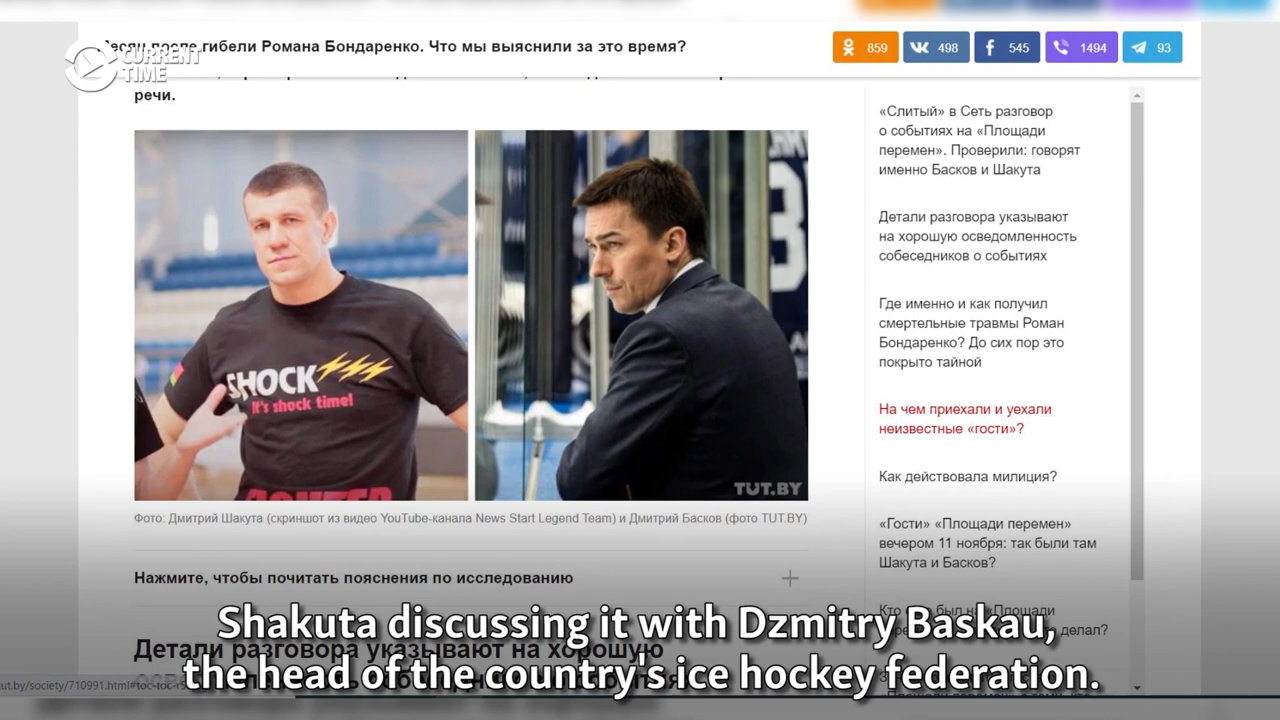 Месяц после гибели Романа Бондаренко. Что мы выяснили за это время?
859
498
545
1494
93
CURRENT
TIME
речи.
SHOCK
It's shock time!
TUT.BY
Фото: Дмитрий Шакута (скриншот из видео YouTube-канала News Start Legend Team) и Дмитрий Басков (фото TUT.BY)
Нажмите, чтобы почитать пояснения по исследованию
Детали разговора указывают на хорошую
«Слитый» в Сеть разговор
о событиях на «Площади
перемен». Проверили: говорят
именно Басков и Шакута
Детали разговора указывают
на хорошую осведомленность
собеседников о событиях
Где именно и как получил
смертельные травмы Роман
Бондаренко? До сих пор это
покрыто тайной
На чем приехали и уехали
неизвестные «гости»?
Как действовала милиция?
«Гости» «Площади перемен»
вечером 11 ноября: так были там
Шакута и Басков?
Shakuta discussing it with Dzmitry Baskau,
the head of the country's ice hockey federation.